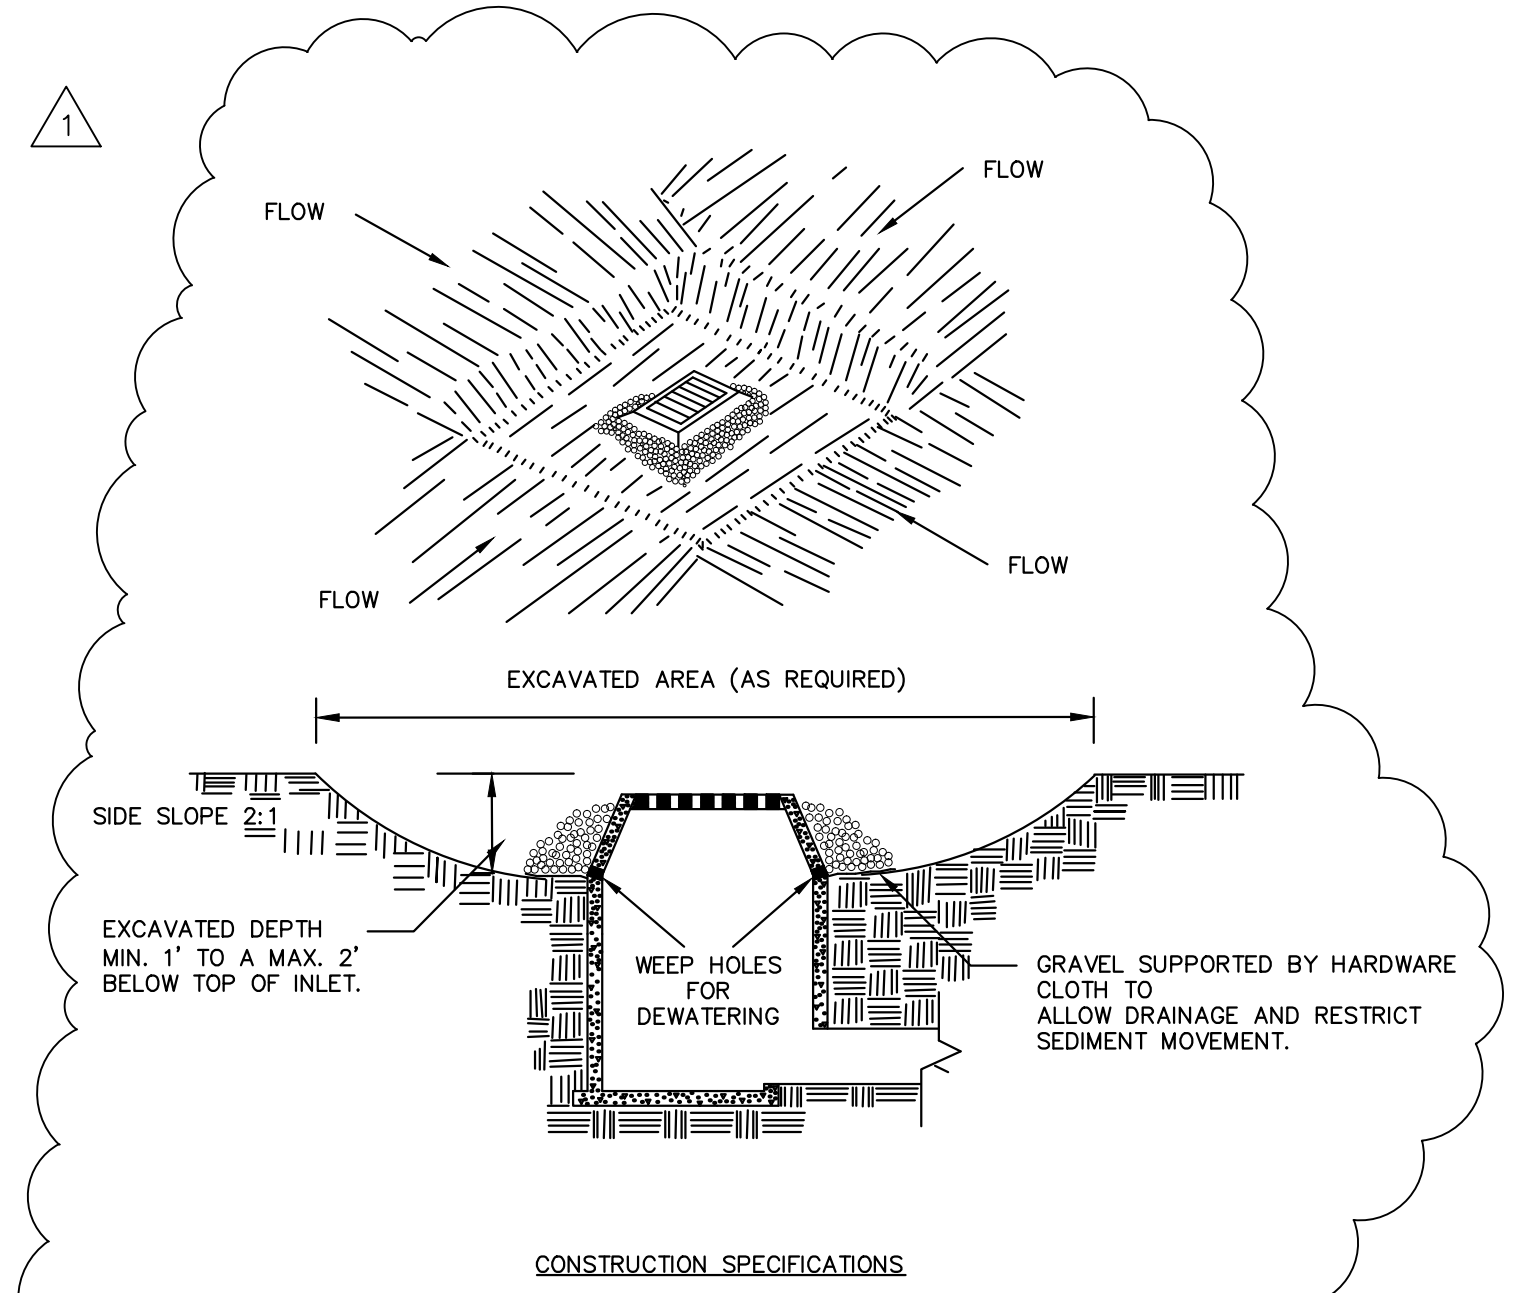 1
FLOW
FLOW
FLOW
FLOW
EXCAVATED AREA (AS REQUIRED)
SIDE SLOPE 2:1
EXCAVATED DEPTH
MIN. 1' TO A MAX. 2'
BELOW TOP OF INLET.
WEEP HOLES
FOR
DEWATERING
GRAVEL SUPPORTED BY HARDWARE
CLOTH TO
ALLOW DRAINAGE AND RESTRICT
SEDIMENT MOVEMENT.
CONSTRUCTION SPECIFICATIONS